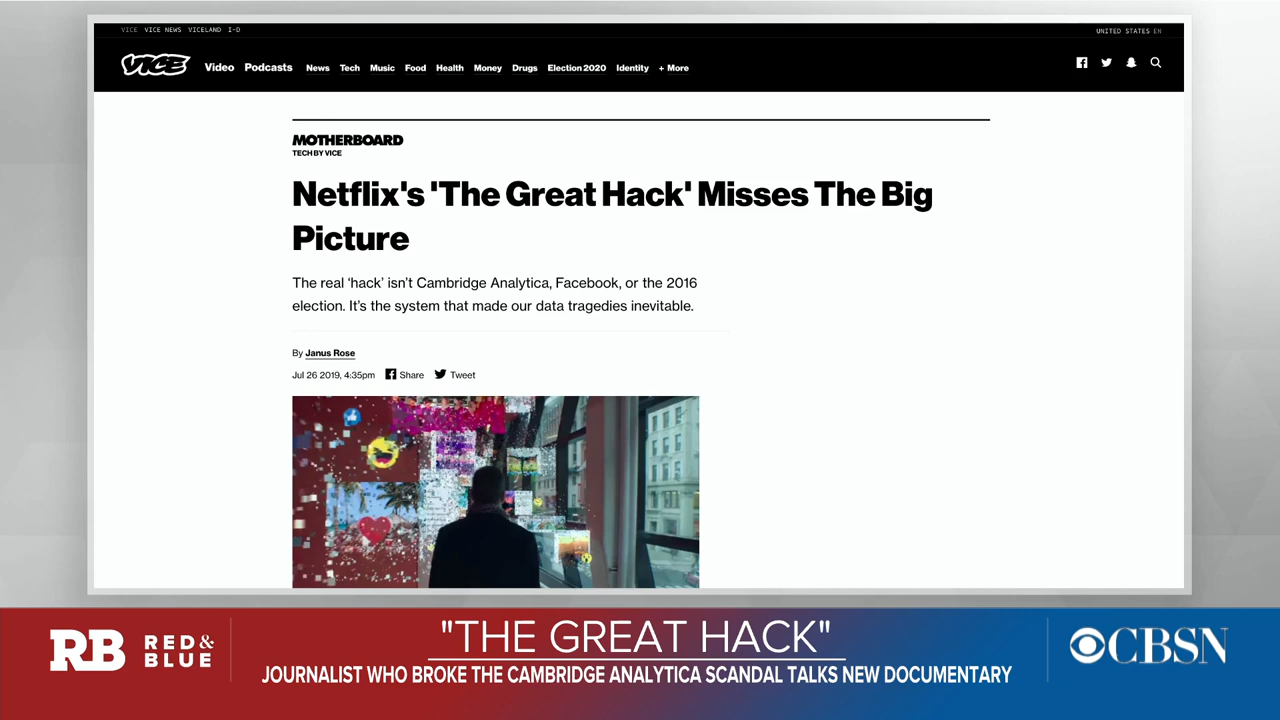 VICE VICE NEWS VICELAND I-D
UNITED STATES EN
VICE Video Podcasts News Tech Music Food Health Money Drugs Election 2020 Identity + More
MOTHERBOARD
TECH BY VICE
Netflix's 'The Great Hack' Misses The Big
Picture
The real ‘hack’ isn’t Cambridge Analytica, Facebook, or the 2016
election. It’s the system that made our data tragedies inevitable.
By Janus Rose
Jul 26 2019, 4:35pm Share Tweet
RB RED&
BLUE
"THE GREAT HACK"
JOURNALIST WHO BROKE THE CAMBRIDGE ANALYTICA SCANDAL TALKS NEW DOCUMENTARY
CBSN